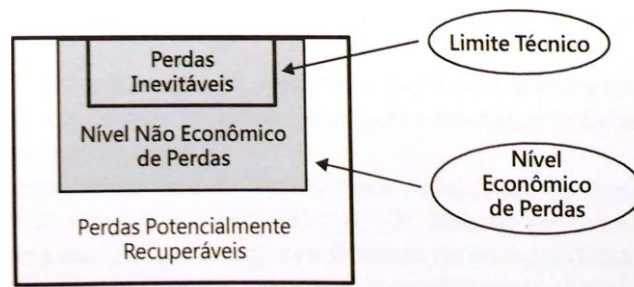 Perdas
Inevitáveis
Limite Técnico
Nível Não Econômico
de Perdas
Nível
Econômico
de Perdas
Perdas Potencialmente
Recuperáveis